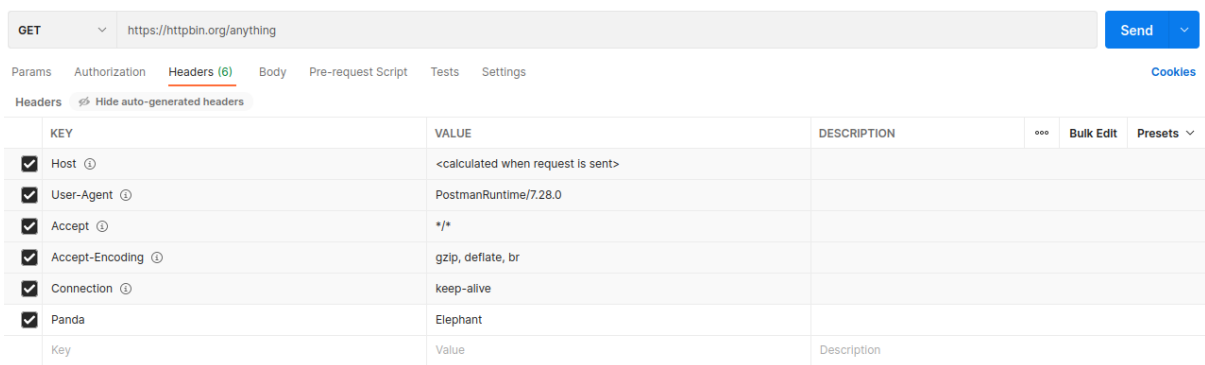 GET https://httpbin.org/anything Send
Params Authorization Headers (6) Body Pre-request Script Tests Settings Cookies
Headers Hide auto-generated headers
KEY VALUE DESCRIPTION ooo Bulk Edit Presets
Host <calculated when request is sent>
User-Agent PostmanRuntime/7.28.0
Accept */*
Accept-Encoding gzip, deflate, br
Connection keep-alive
Panda Elephant
Key Value Description